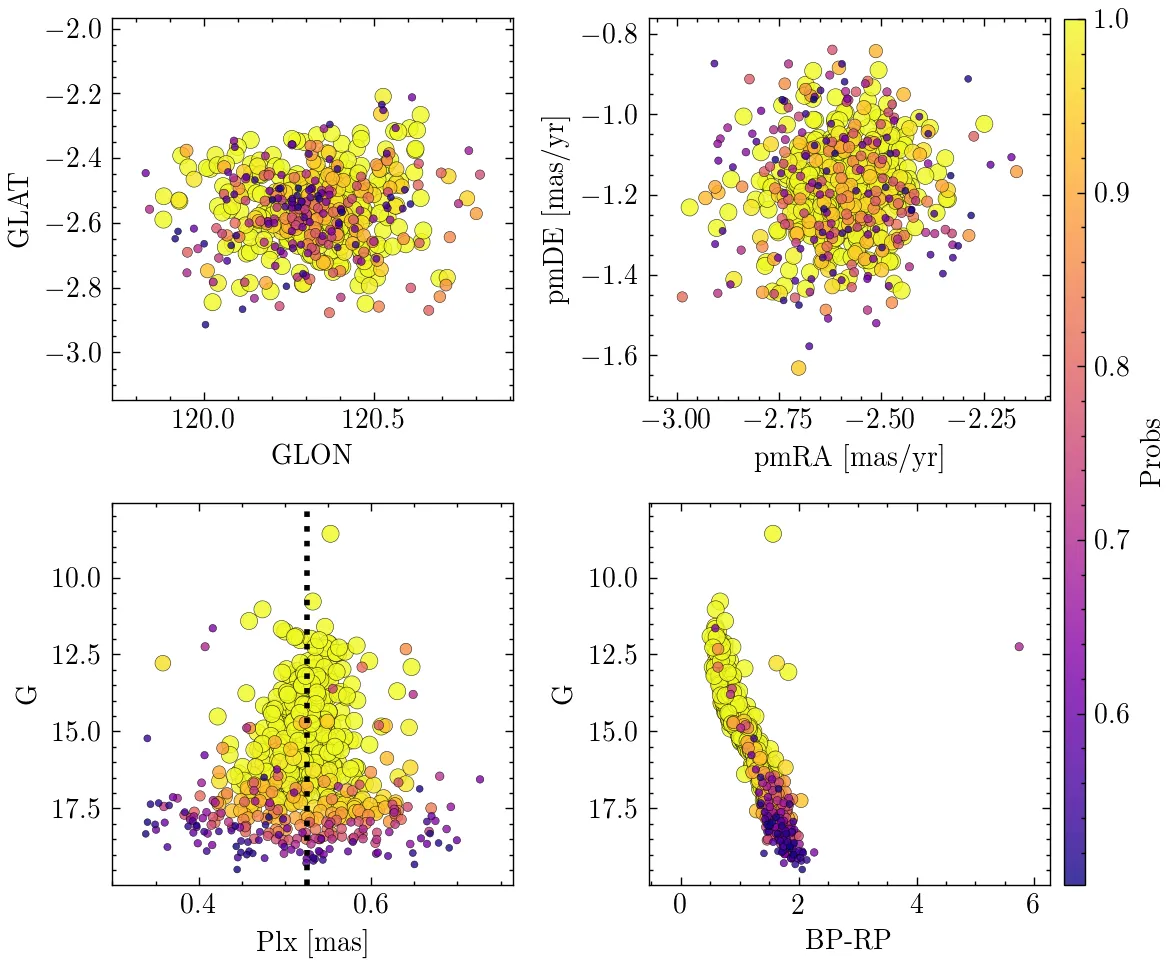 −2.0
−2.2
−2.4
−2.6
−2.8
−3.0
GLAT
120.0 120.5
GLON
−0.8
−1.0
−1.2
−1.4
−1.6
pmDE [mas/yr]
−3.00 −2.75 −2.50 −2.25
pmRA [mas/yr]
1.0
0.9
0.8
0.7
0.6
Probs
10.0
12.5
15.0
17.5
G
0.4 0.6
Plx [mas]
10.0
12.5
15.0
17.5
G
0 2 4 6
BP-RP